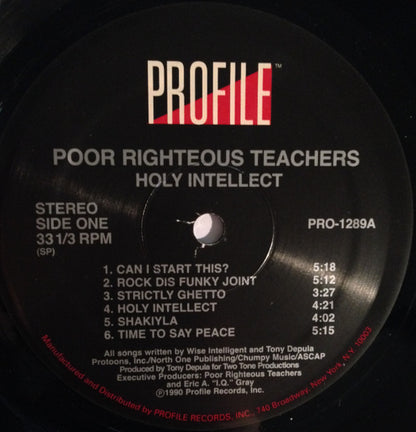 PROFILE™
POOR RIGHTEOUS TEACHERS
HOLY INTELLECT
STEREO
SIDE ONE
33 1/3 RPM
(SP)
PRO-1289A
1. CAN I START THIS? 5:18
2. ROCK DIS FUNKY JOINT 5:12
3. STRICTLY GHETTO 3:27
4. HOLY INTELLECT 4:21
5. SHAKIYLA 4:02
6. TIME TO SAY PEACE 5:15
All songs written by Wise Intelligent and Tony Depula
Protoons, Inc./North One Publishing/Chumpy Music/ASCAP
Produced by Tony Depula for Two Tone Productions
Executive Producers: Poor Righteous Teachers
and Eric A. "I.Q." Gray
℗1990 Profile Records, Inc.
Manufactured and Distributed by PROFILE RECORDS, INC., 740 Broadway, New York, N.Y. 10003